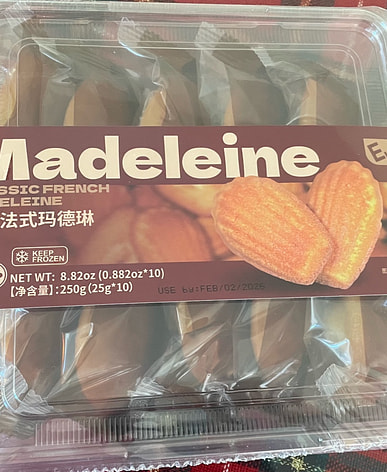 Madeleine
SSIC FRENCH
ELEINE
法式玛德琳
KEEP
FROZEN
NET WT: 8.82oz (0.882oz*10)
【净含量】:250g (25g*10)
USE by:FEB/02/2026
E